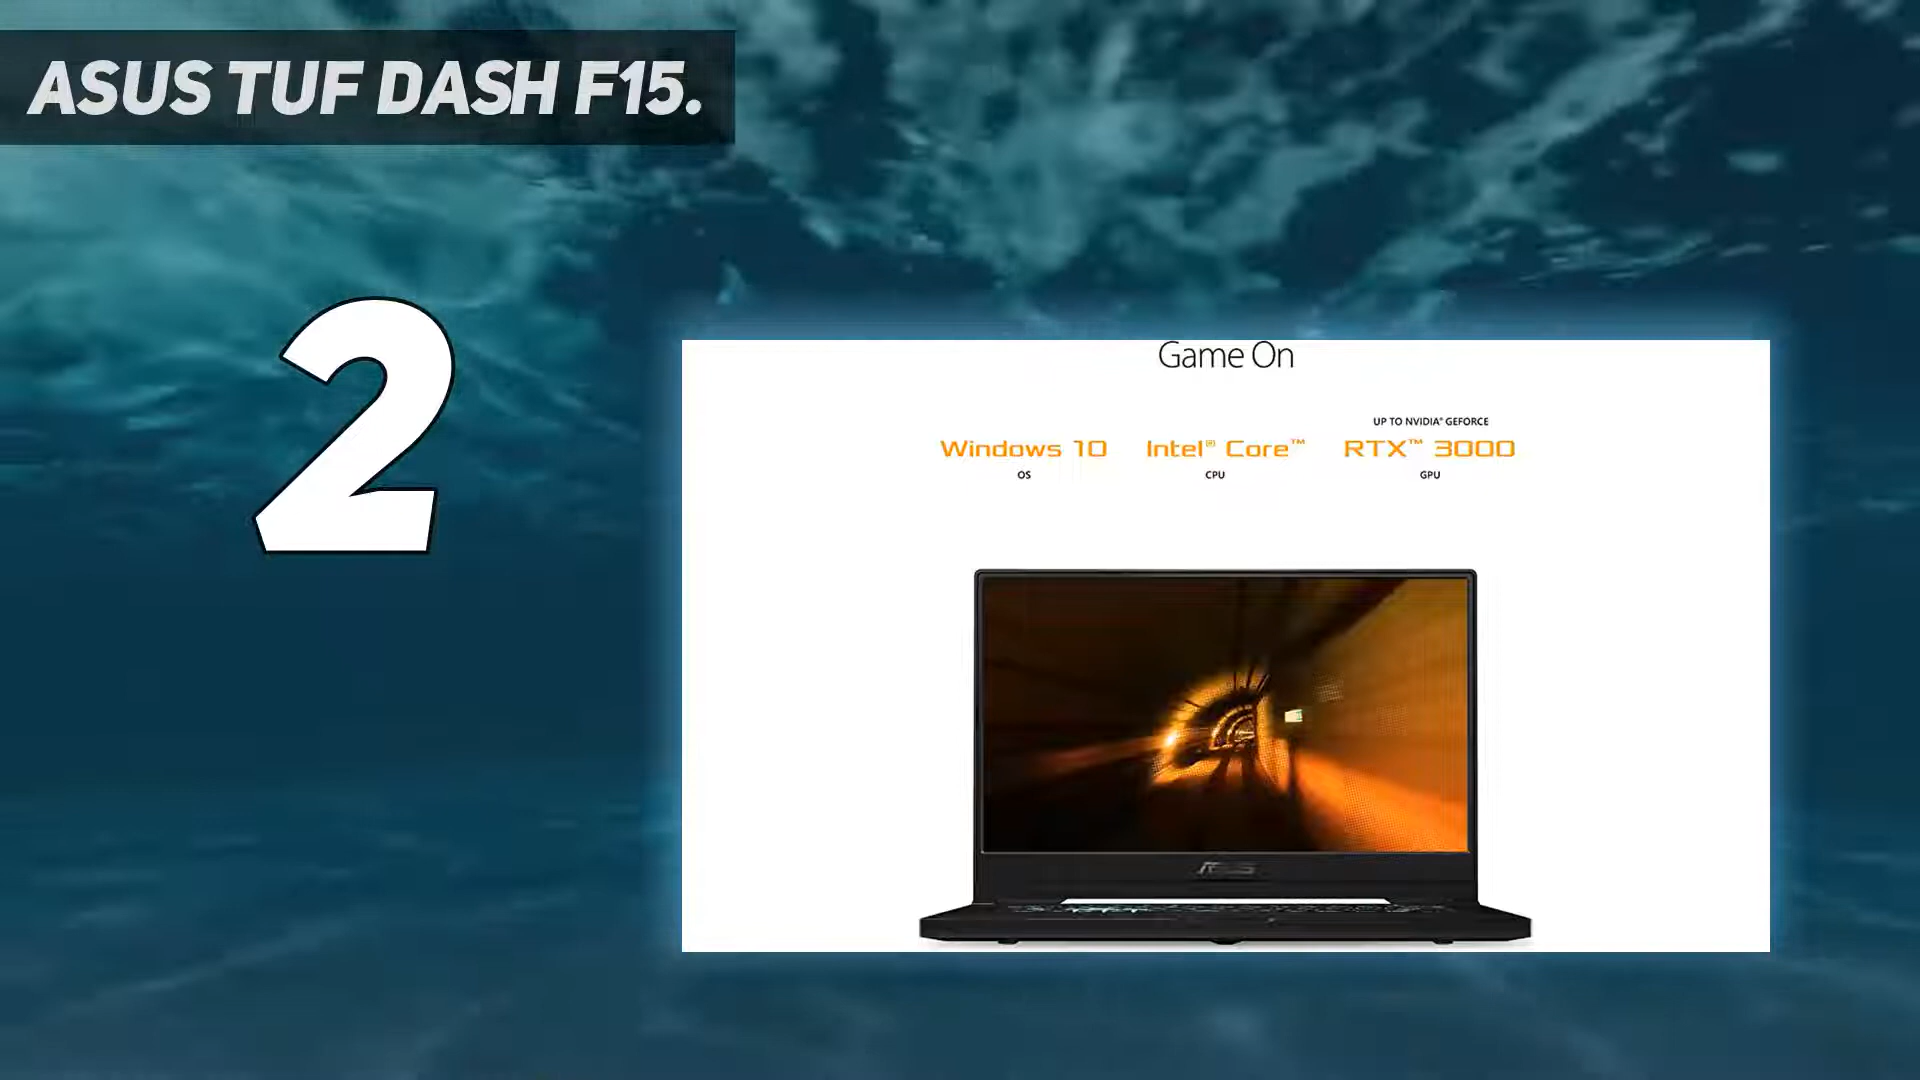 ASUS TUF DASH F15.
2
Game On
UP TO NVIDIA® GEFORCE
Windows 10 Intel® Core™ RTX™ 3000
OS CPU GPU
ASUS